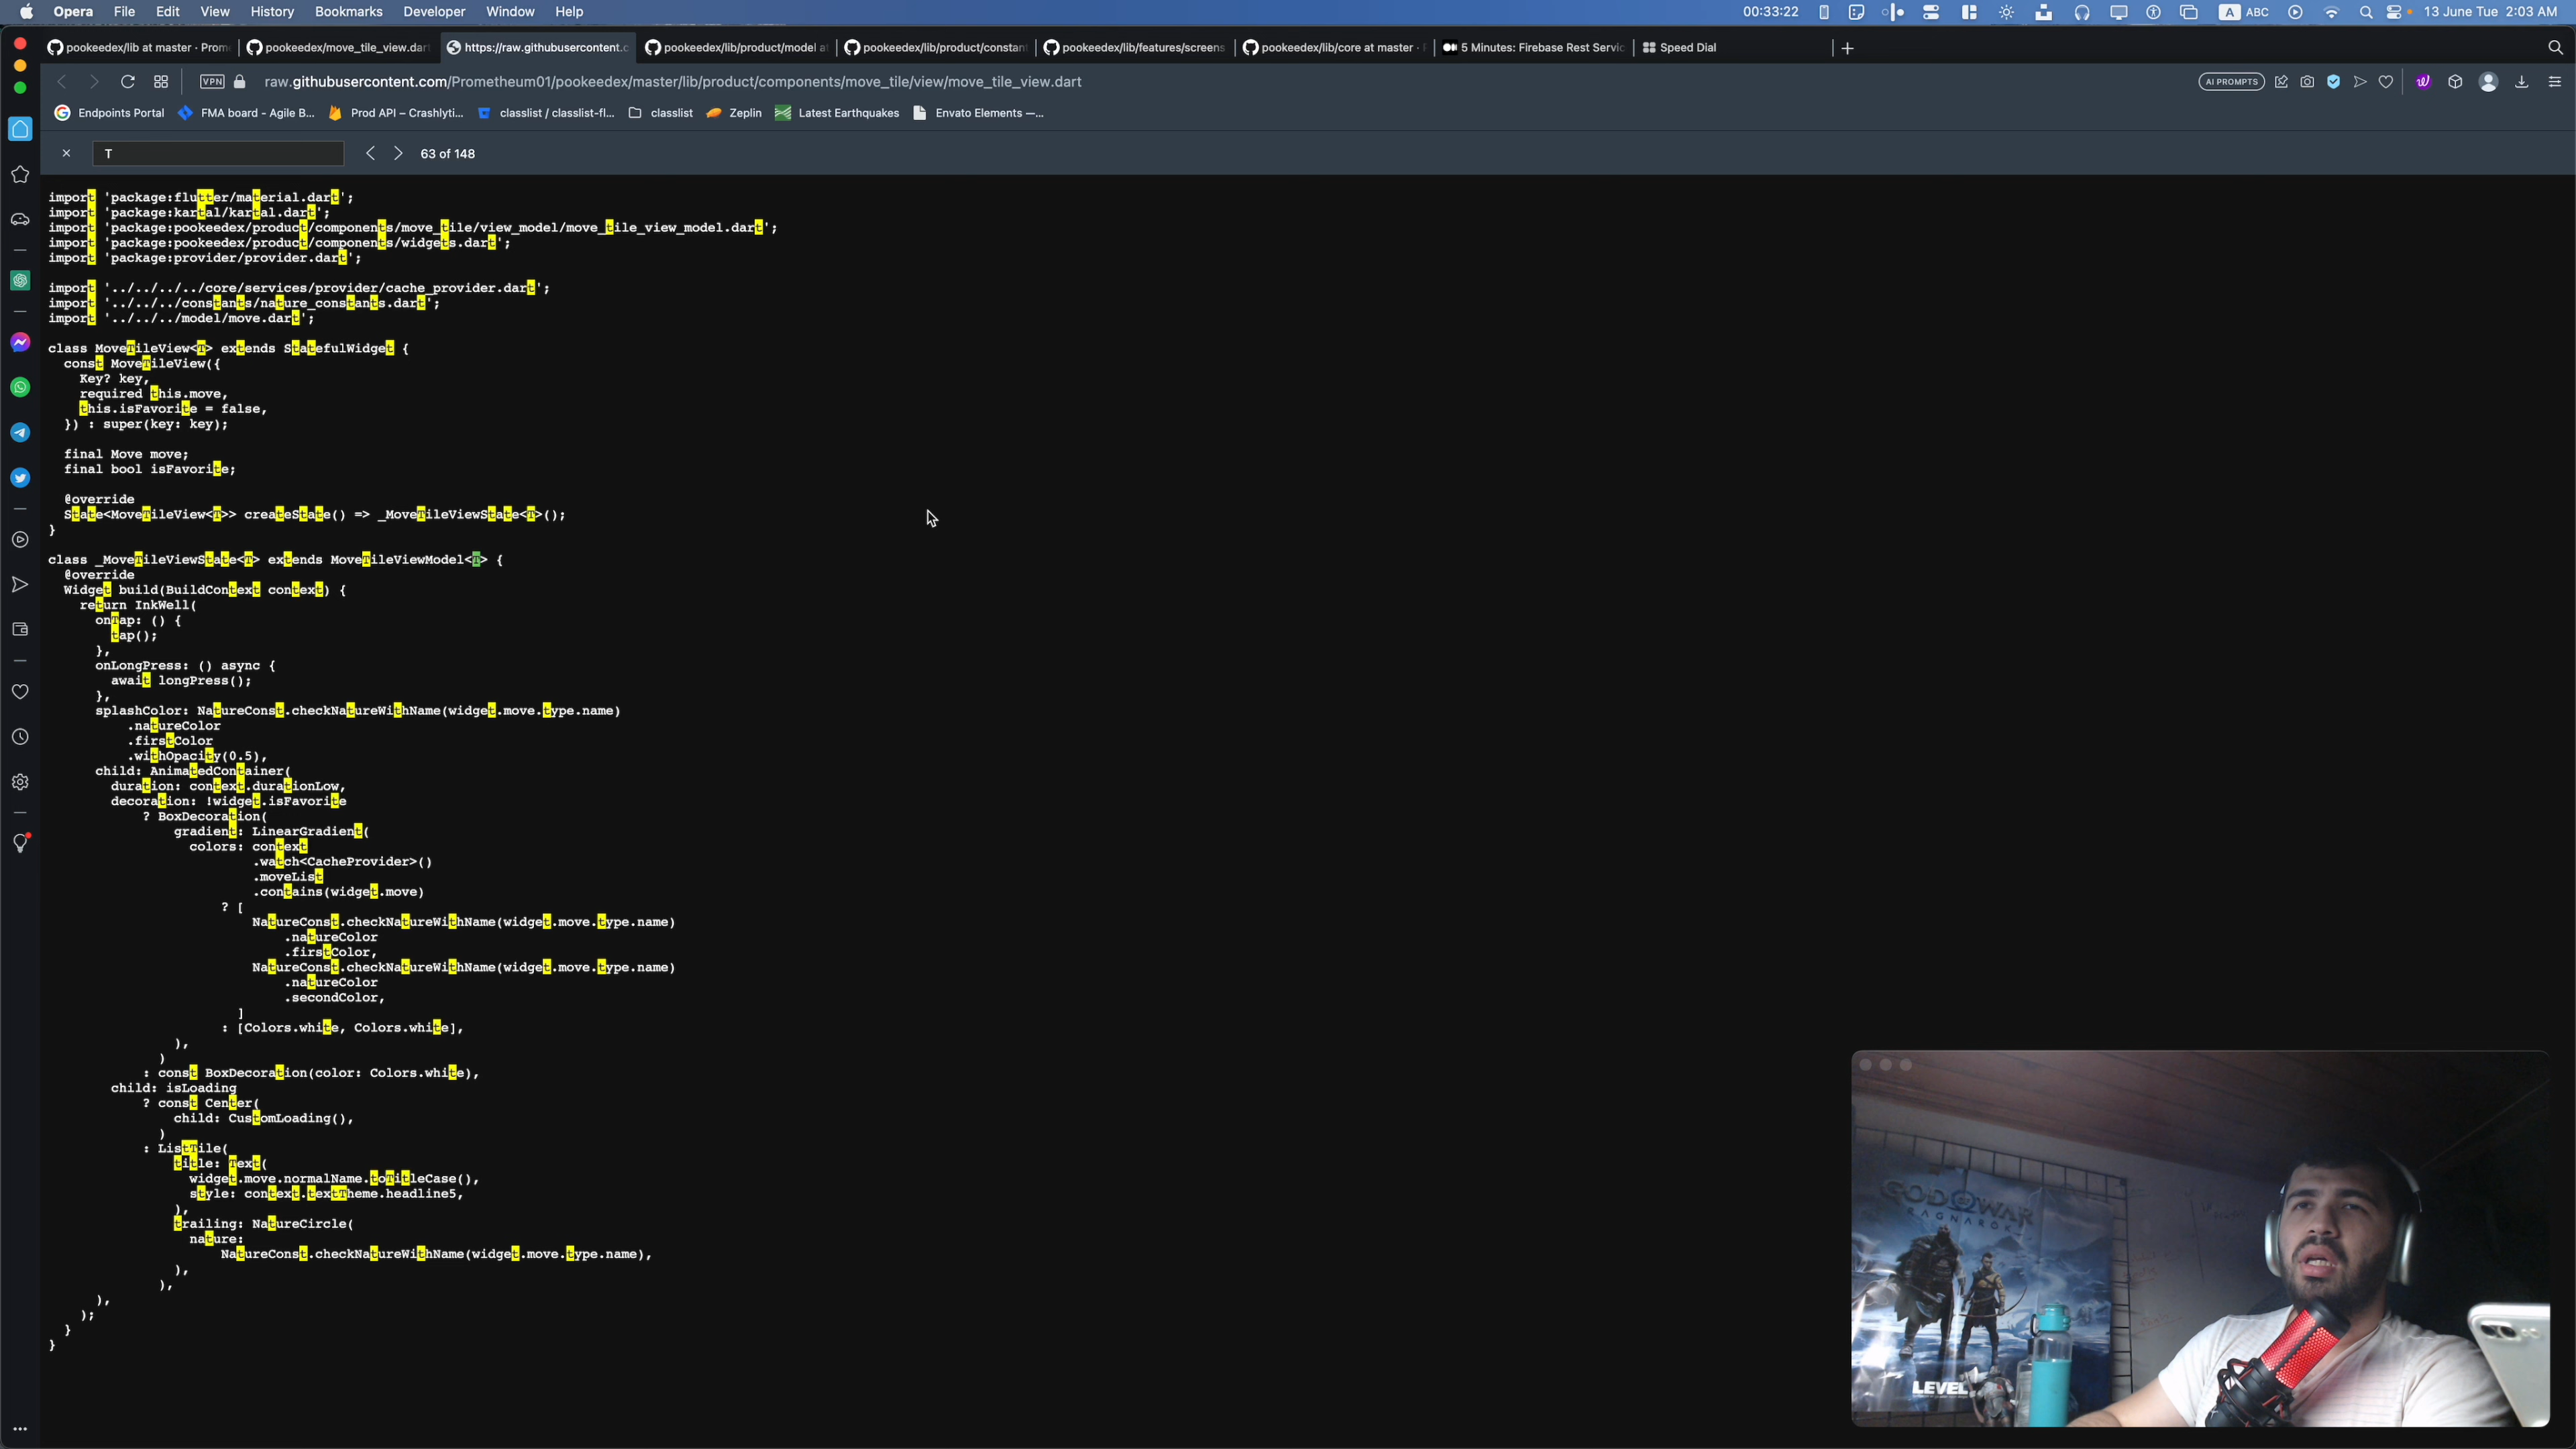 Opera File Edit View History Bookmarks Developer Window Help 00:33:22 A ABC 13 June Tue 2:03 AM
pookeedex/lib at master · Prom pookeedex/move_tile_view.dar https://raw.githubusercontent.c pookeedex/lib/product/model a pookeedex/lib/product/constan pookeedex/lib/features/screens pookeedex/lib/core at master · 5 Minutes: Firebase Rest Servic Speed Dial
VPN raw.githubusercontent.com/Prometheum01/pookeedex/master/lib/product/components/move_tile/view/move_tile_view.dart AI PROMPTS
Endpoints Portal FMA board - Agile B... Prod API – Crashlyti... classlist / classlist-fl... classlist Zeplin Latest Earthquakes Envato Elements —...
T 63 of 148
import 'package:flutter/material.dart';
import 'package:kartal/kartal.dart';
import 'package:pookeedex/product/components/move_tile/view_model/move_tile_view_model.dart';
import 'package:pookeedex/product/components/widgets.dart';
import 'package:provider/provider.dart';
import '../../../../core/services/provider/cache_provider.dart';
import '../../../constants/nature_constants.dart';
import '../../../model/move.dart';
class MoveTileView<T> extends StatefulWidget {
const MoveTileView({
Key? key,
required this.move,
this.isFavorite = false,
}) : super(key: key);
final Move move;
final bool isFavorite;
@override
State<MoveTileView<T>> createState() => _MoveTileViewState<T>();
}
class _MoveTileViewState<T> extends MoveTileViewModel<T> {
@override
Widget build(BuildContext context) {
return InkWell(
onTap: () {
tap();
},
onLongPress: () async {
await longPress();
},
splashColor: NatureConst.checkNatureWithName(widget.move.type.name)
.natureColor
.firstColor
.withOpacity(0.5),
child: AnimatedContainer(
duration: context.durationLow,
decoration: !widget.isFavorite
? BoxDecoration(
gradient: LinearGradient(
colors: context
.watch<CacheProvider>()
.moveList
.contains(widget.move)
? [
NatureConst.checkNatureWithName(widget.move.type.name)
.natureColor
.firstColor,
NatureConst.checkNatureWithName(widget.move.type.name)
.natureColor
.secondColor,
]
: [Colors.white, Colors.white],
),
)
: const BoxDecoration(color: Colors.white),
child: isLoading
? const Center(
child: CustomLoading(),
)
: ListTile(
title: Text(
widget.move.normalName.toTitleCase(),
style: context.textTheme.headline5,
),
trailing: NatureCircle(
nature:
NatureConst.checkNatureWithName(widget.move.type.name),
),
),
),
);
}
}
GOD OF WAR
RAGNARÖK
LEVEL